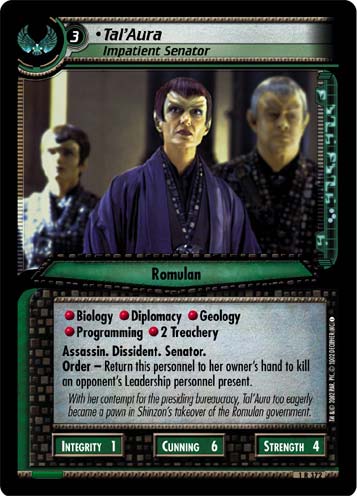 3 •Tal'Aura
Impatient Senator
Romulan
• Biology • Diplomacy • Geology
• Programming • 2 Treachery
Assassin. Dissident. Senator.
Order – Return this personnel to her owner's hand to kill
an opponent's Leadership personnel present.
With her contempt for the presiding bureaucracy, Tal'Aura too eagerly
became a pawn in Shinzon's takeover of the Romulan government.
INTEGRITY 1 CUNNING 6 STRENGTH 4
1 R 377